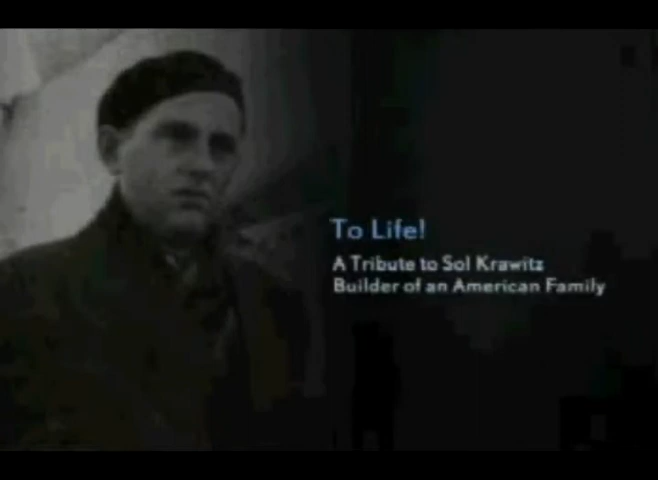 To Life!
A Tribute to Sol Krawitz
Builder of an American Family